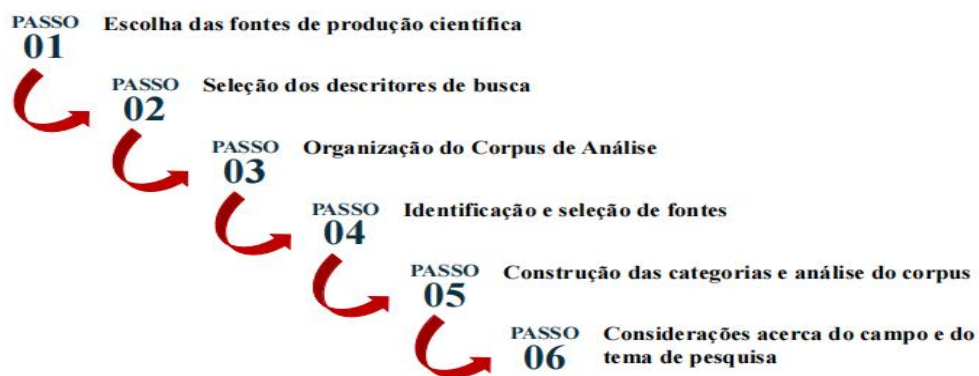 PASSO
01
Escolha das fontes de produção científica
PASSO
02
Seleção dos descritores de busca
PASSO
03
Organização do Corpus de Análise
PASSO
04
Identificação e seleção de fontes
PASSO
05
Construção das categorias e análise do corpus
PASSO
06
Considerações acerca do campo e do
tema de pesquisa